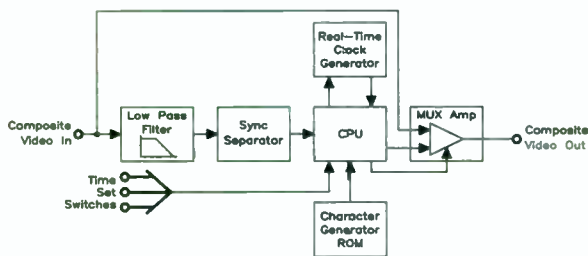 Real-Time
Clock
Generator
Composite
Video In
Low Pass
Filter
Sync
Separator
CPU
MUX Amp
Composite
Video Out
Time
Set
Switches
Character
Generator
ROM